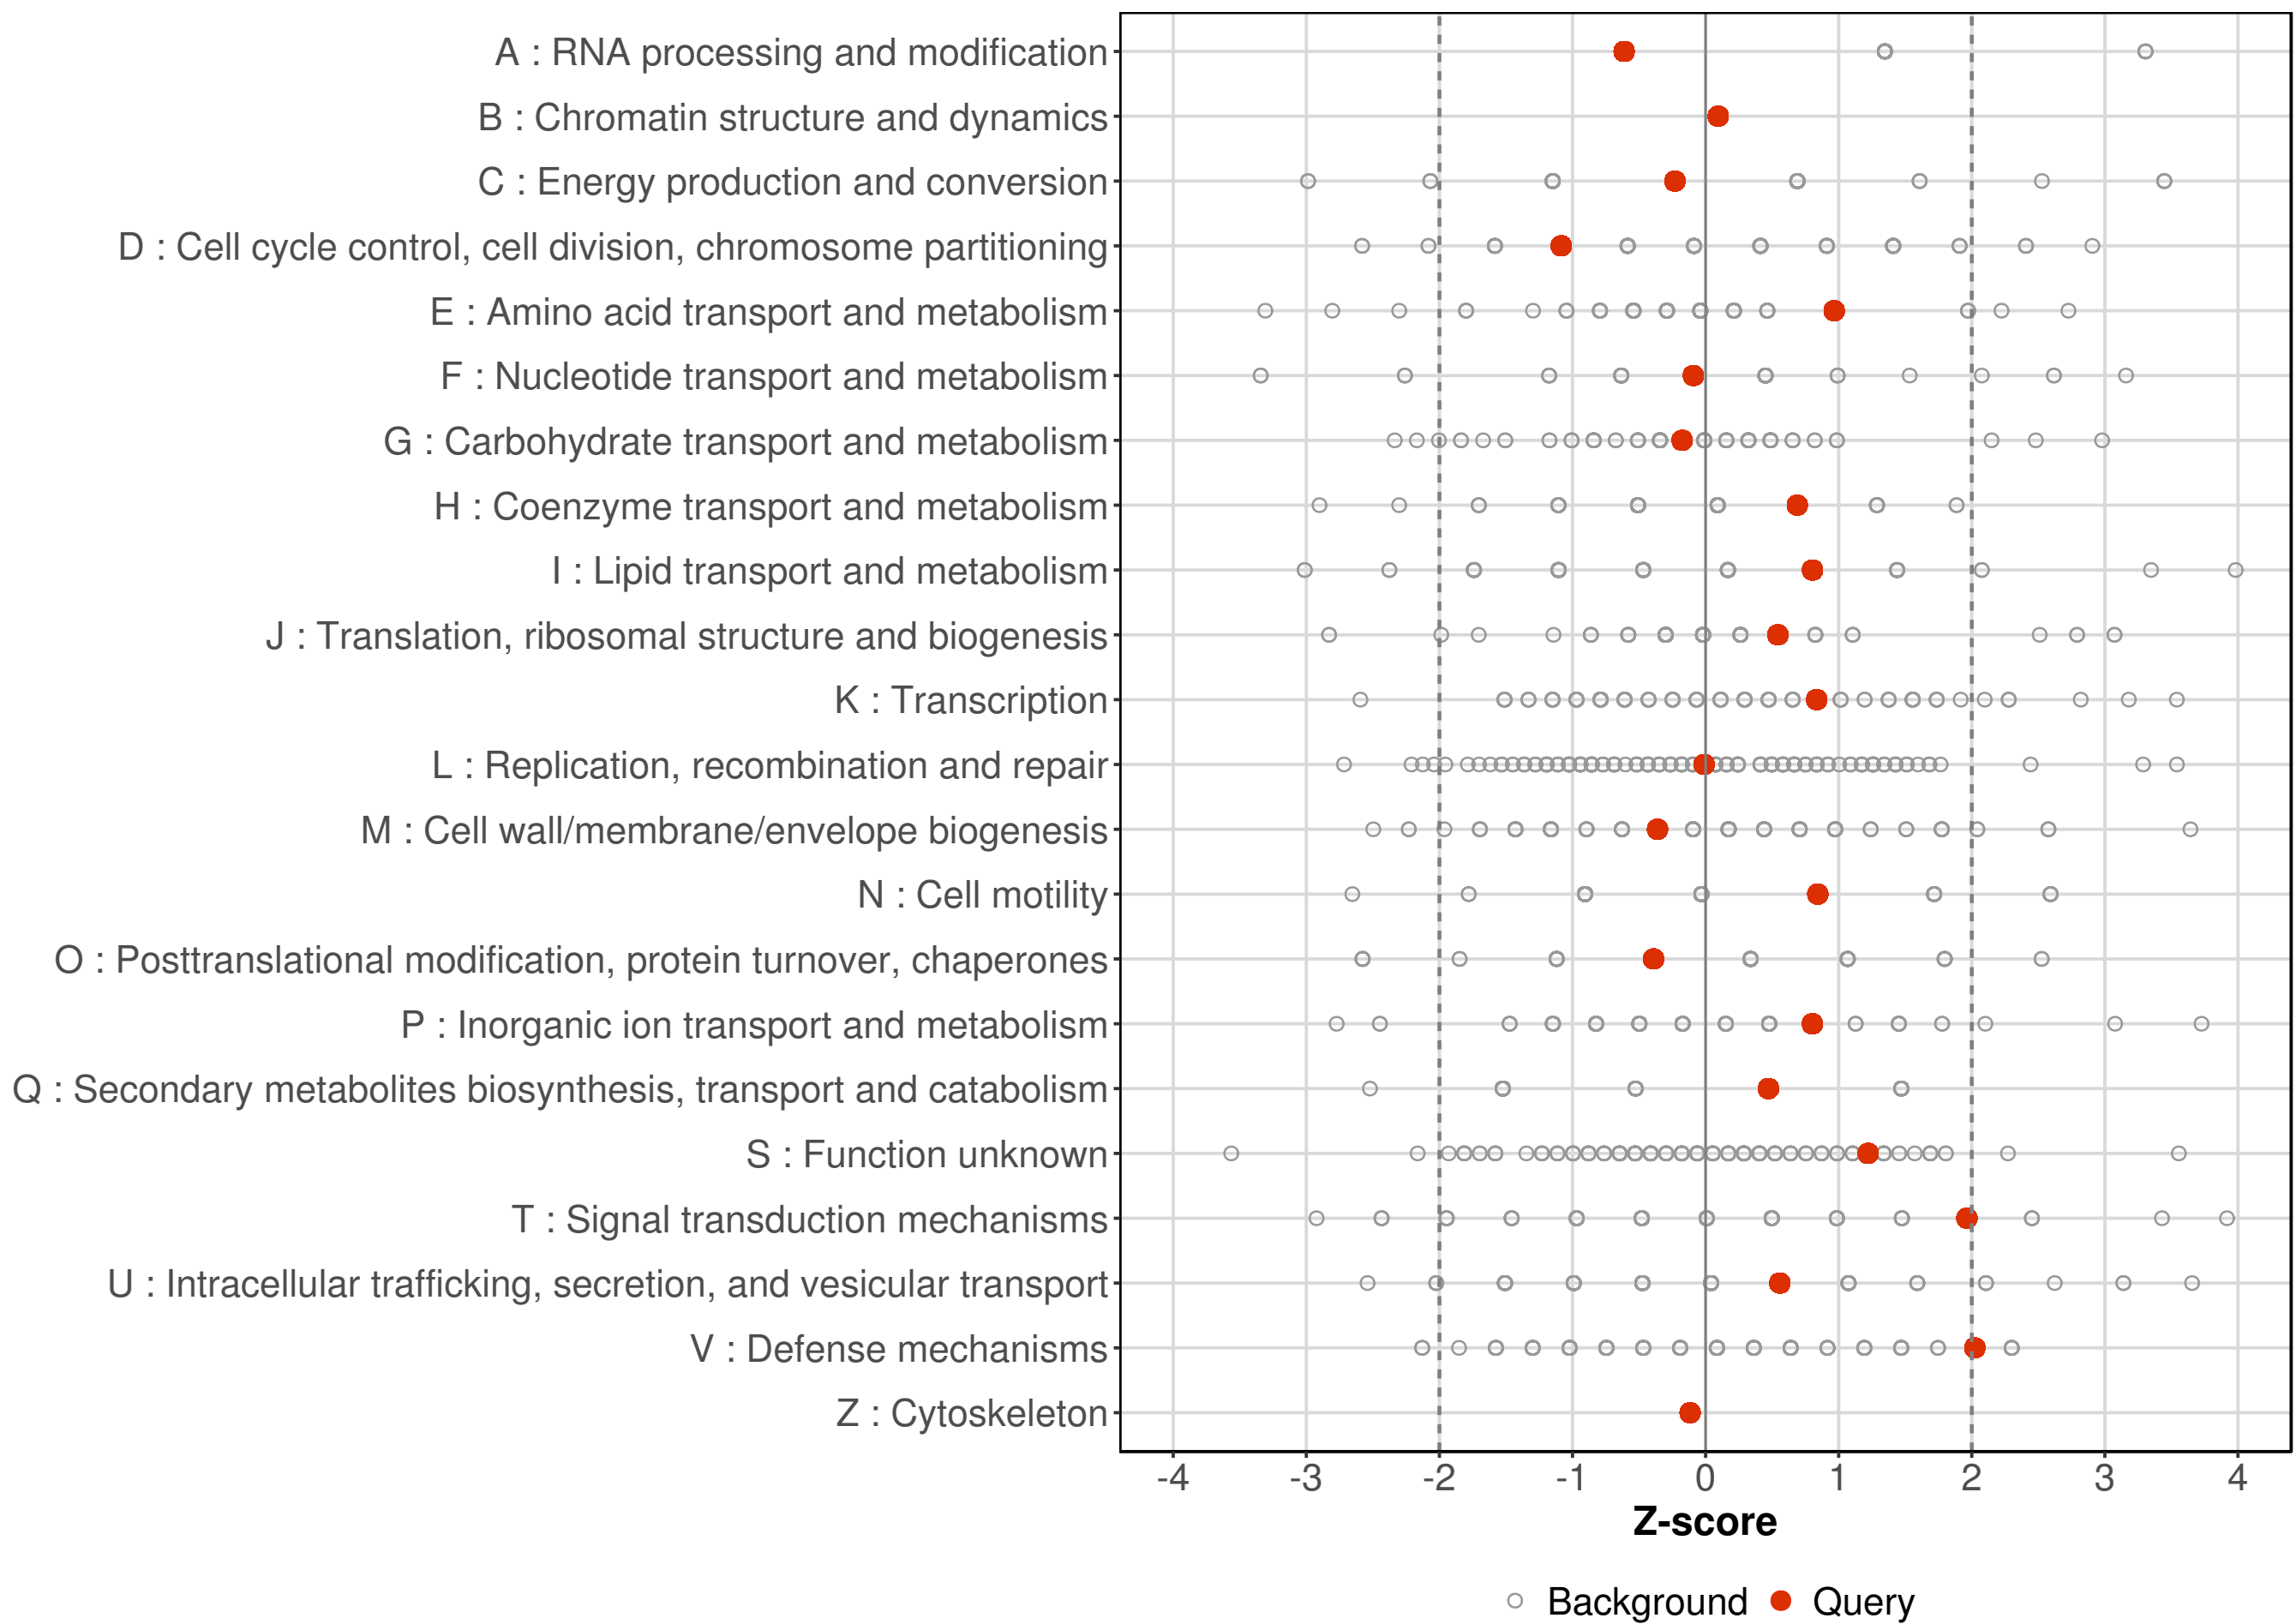 A : RNA processing and modification
B : Chromatin structure and dynamics
C : Energy production and conversion
D : Cell cycle control, cell division, chromosome partitioning
E : Amino acid transport and metabolism
F : Nucleotide transport and metabolism
G : Carbohydrate transport and metabolism
H : Coenzyme transport and metabolism
I : Lipid transport and metabolism
J : Translation, ribosomal structure and biogenesis
K : Transcription
L : Replication, recombination and repair
M : Cell wall/membrane/envelope biogenesis
N : Cell motility
O : Posttranslational modification, protein turnover, chaperones
P : Inorganic ion transport and metabolism
Q : Secondary metabolites biosynthesis, transport and catabolism
S : Function unknown
T : Signal transduction mechanisms
U : Intracellular trafficking, secretion, and vesicular transport
V : Defense mechanisms
Z : Cytoskeleton
-4 -3 -2 -1 0 1 2 3 4
Z-score
Background Query